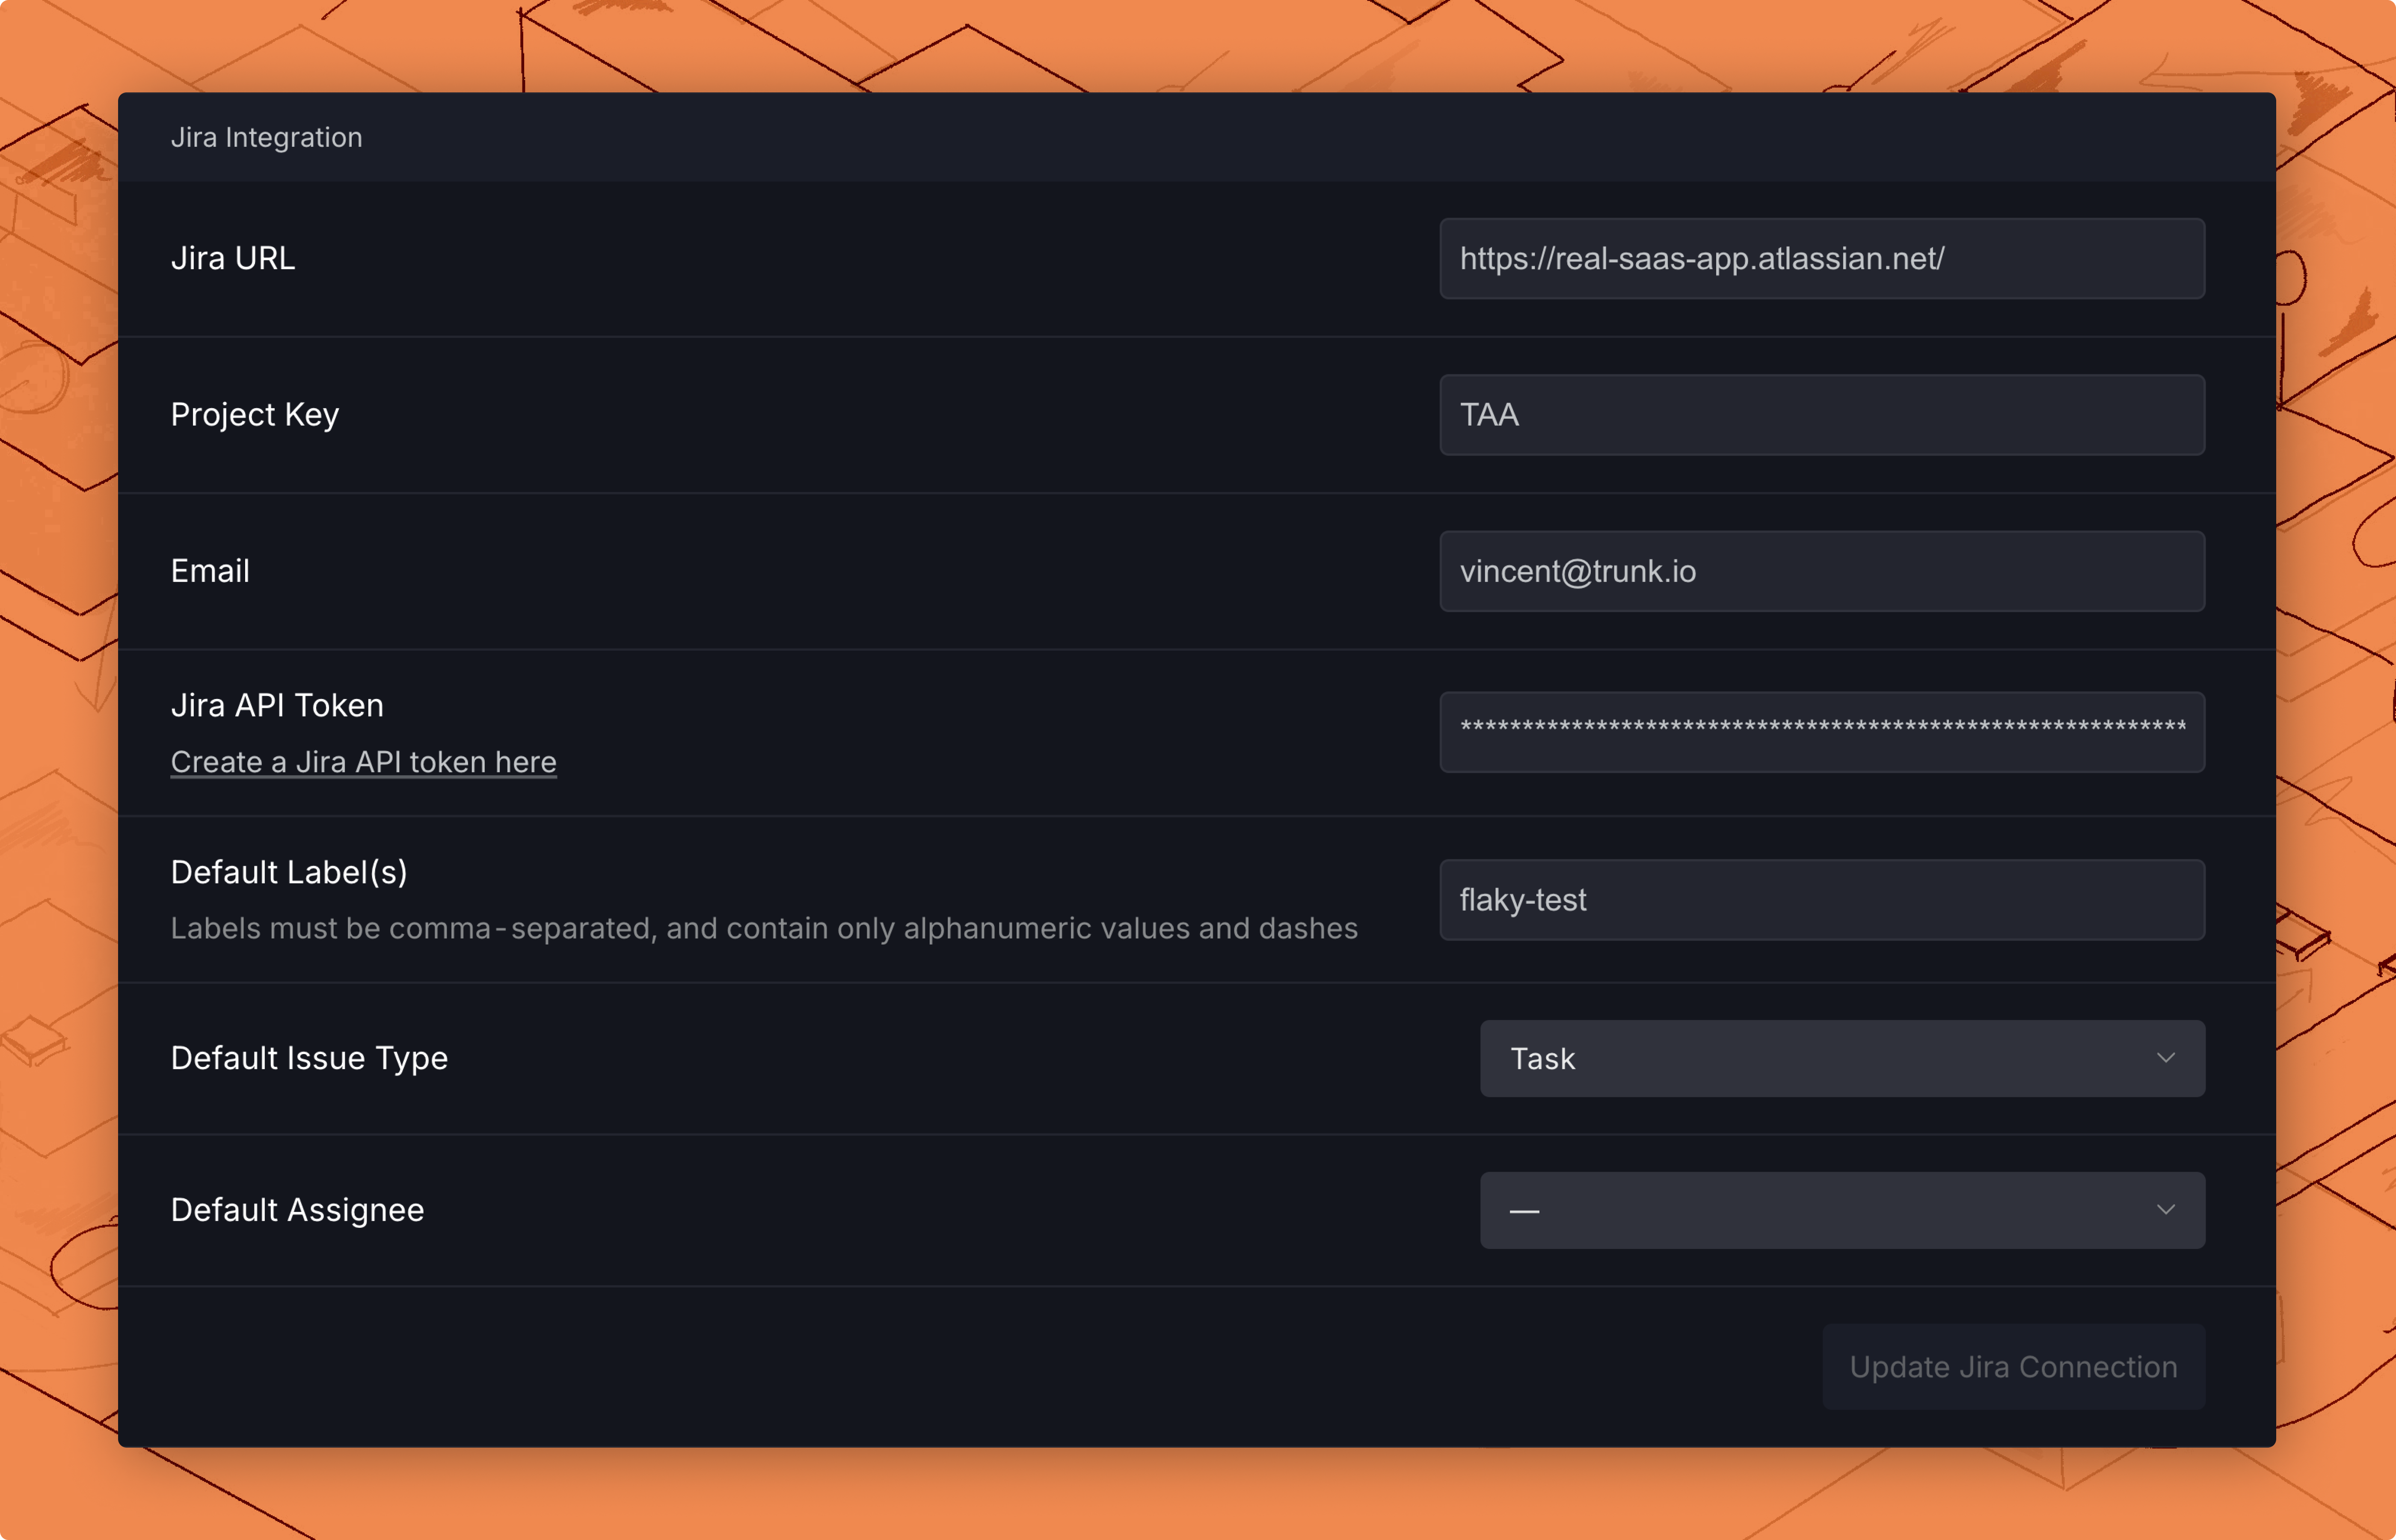 Jira Integration
Jira URL
https://real-saas-app.atlassian.net/
Project Key
TAA
Email
vincent@trunk.io
Jira API Token
Create a Jira API token here
***********************************************************
Default Label(s)
Labels must be comma-separated, and contain only alphanumeric values and dashes
flaky-test
Default Issue Type
Task
Default Assignee
—
Update Jira Connection